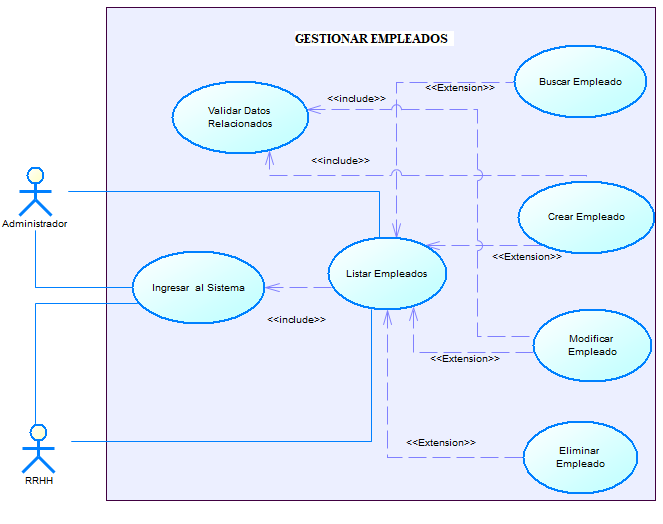 GESTIONAR EMPLEADOS
Buscar Empleado
<<Extension>>
<<include>>
Validar Datos
Relacionados
<<include>>
Crear Empleado
Administrador
<<Extension>>
Listar Empleados
Ingresar al Sistema
<<include>>
Modificar
Empleado
<<Extension>>
<<Extension>>
Eliminar
Empleado
RRHH